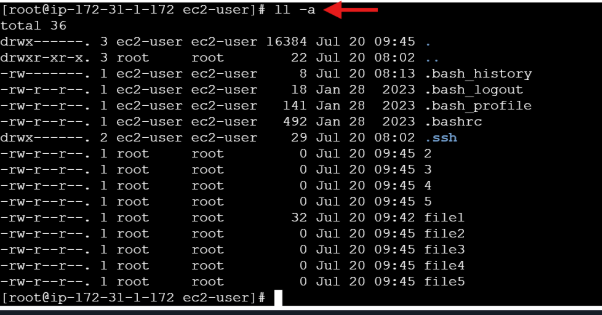 [root@ip-172-31-1-172 ec2-user]# ll -a
total 36
drwx------. 3 ec2-user ec2-user 16384 Jul 20 09:45 .
drwxr-xr-x. 3 root     root        22 Jul 20 08:02 ..
-rw-------. 1 ec2-user ec2-user     8 Jul 20 08:13 .bash_history
-rw-r--r--. 1 ec2-user ec2-user    18 Jan 28  2023 .bash_logout
-rw-r--r--. 1 ec2-user ec2-user   141 Jan 28  2023 .bash_profile
-rw-r--r--. 1 ec2-user ec2-user   492 Jan 28  2023 .bashrc
drwx------. 2 ec2-user ec2-user    29 Jul 20 08:02 .ssh
-rw-r--r--. 1 root     root         0 Jul 20 09:45 2
-rw-r--r--. 1 root     root         0 Jul 20 09:45 3
-rw-r--r--. 1 root     root         0 Jul 20 09:45 4
-rw-r--r--. 1 root     root         0 Jul 20 09:45 5
-rw-r--r--. 1 root     root        32 Jul 20 09:42 file1
-rw-r--r--. 1 root     root         0 Jul 20 09:45 file2
-rw-r--r--. 1 root     root         0 Jul 20 09:45 file3
-rw-r--r--. 1 root     root         0 Jul 20 09:45 file4
-rw-r--r--. 1 root     root         0 Jul 20 09:45 file5
[root@ip-172-31-1-172 ec2-user]#